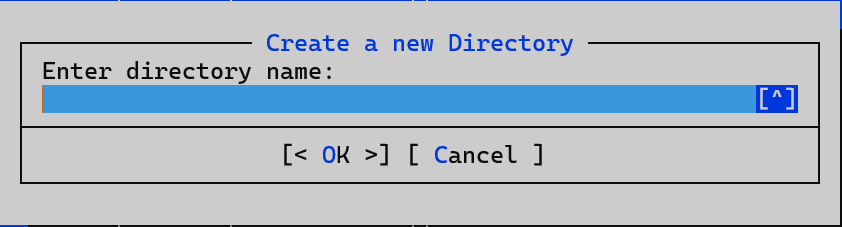 Create a new Directory
Enter directory name:
[^]
[< OK >] [ Cancel ]